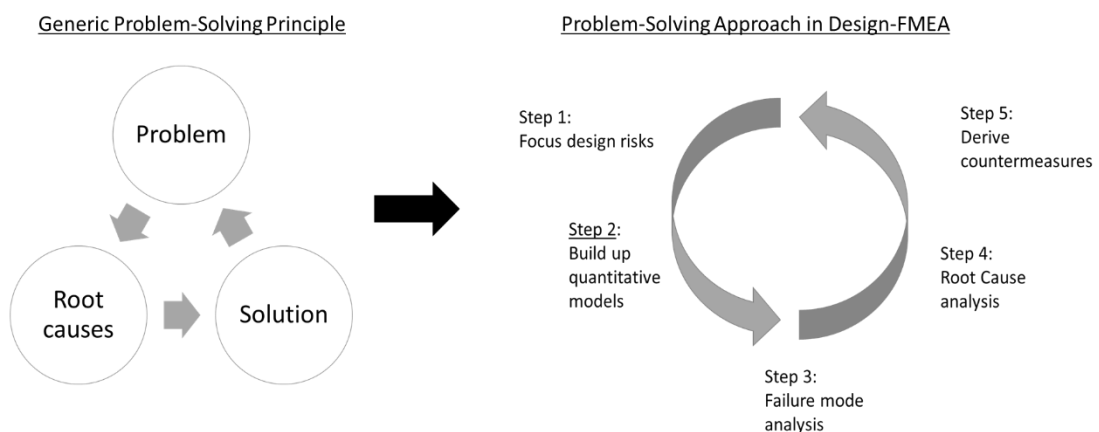 Generic Problem-Solving Principle
Problem
Root
causes
Solution
Problem-Solving Approach in Design-FMEA
Step 1:
Focus design risks
Step 2:
Build up
quantitative
models
Step 3:
Failure mode
analysis
Step 4:
Root Cause
analysis
Step 5:
Derive
countermeasures